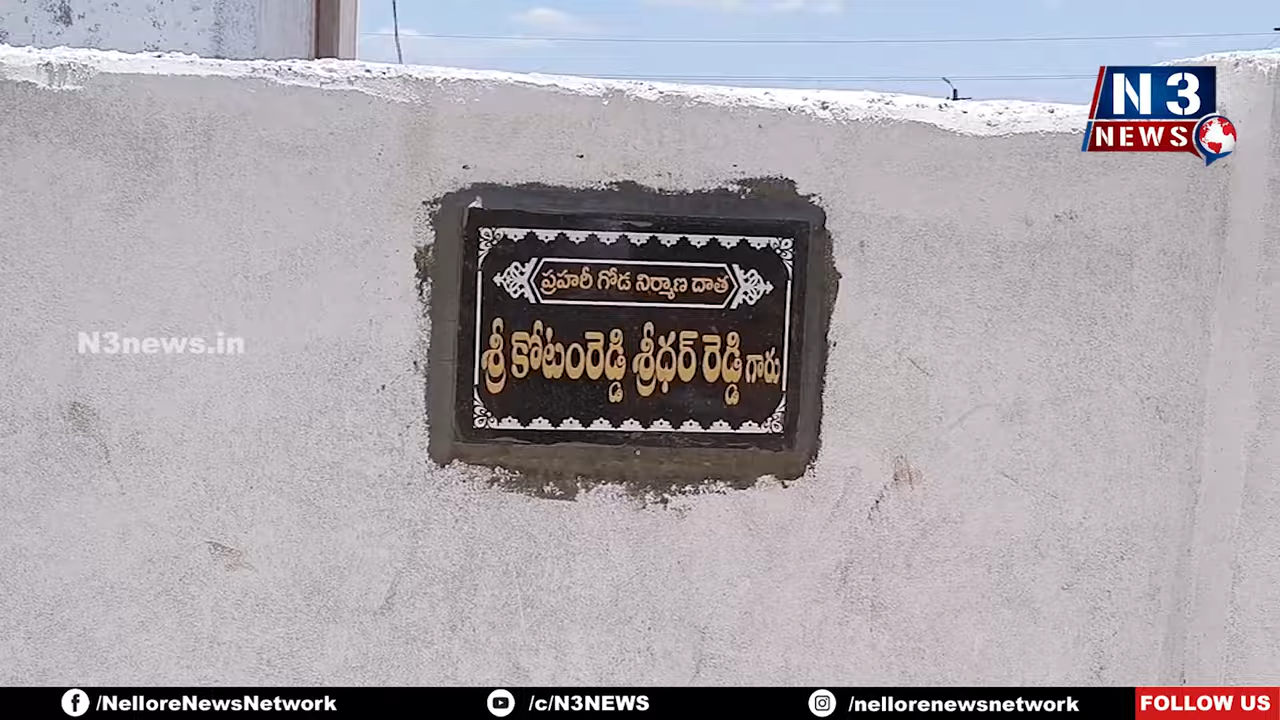 N3
NEWS
ప్రహరీ గోడ నిర్మాణ దాత
శ్రీ కోటంరెడ్డి శ్రీధర్ రెడ్డి గారు
N3news.in
/NelloreNewsNetwork
/c/N3NEWS
/nellorenewsnetwork
FOLLOW US